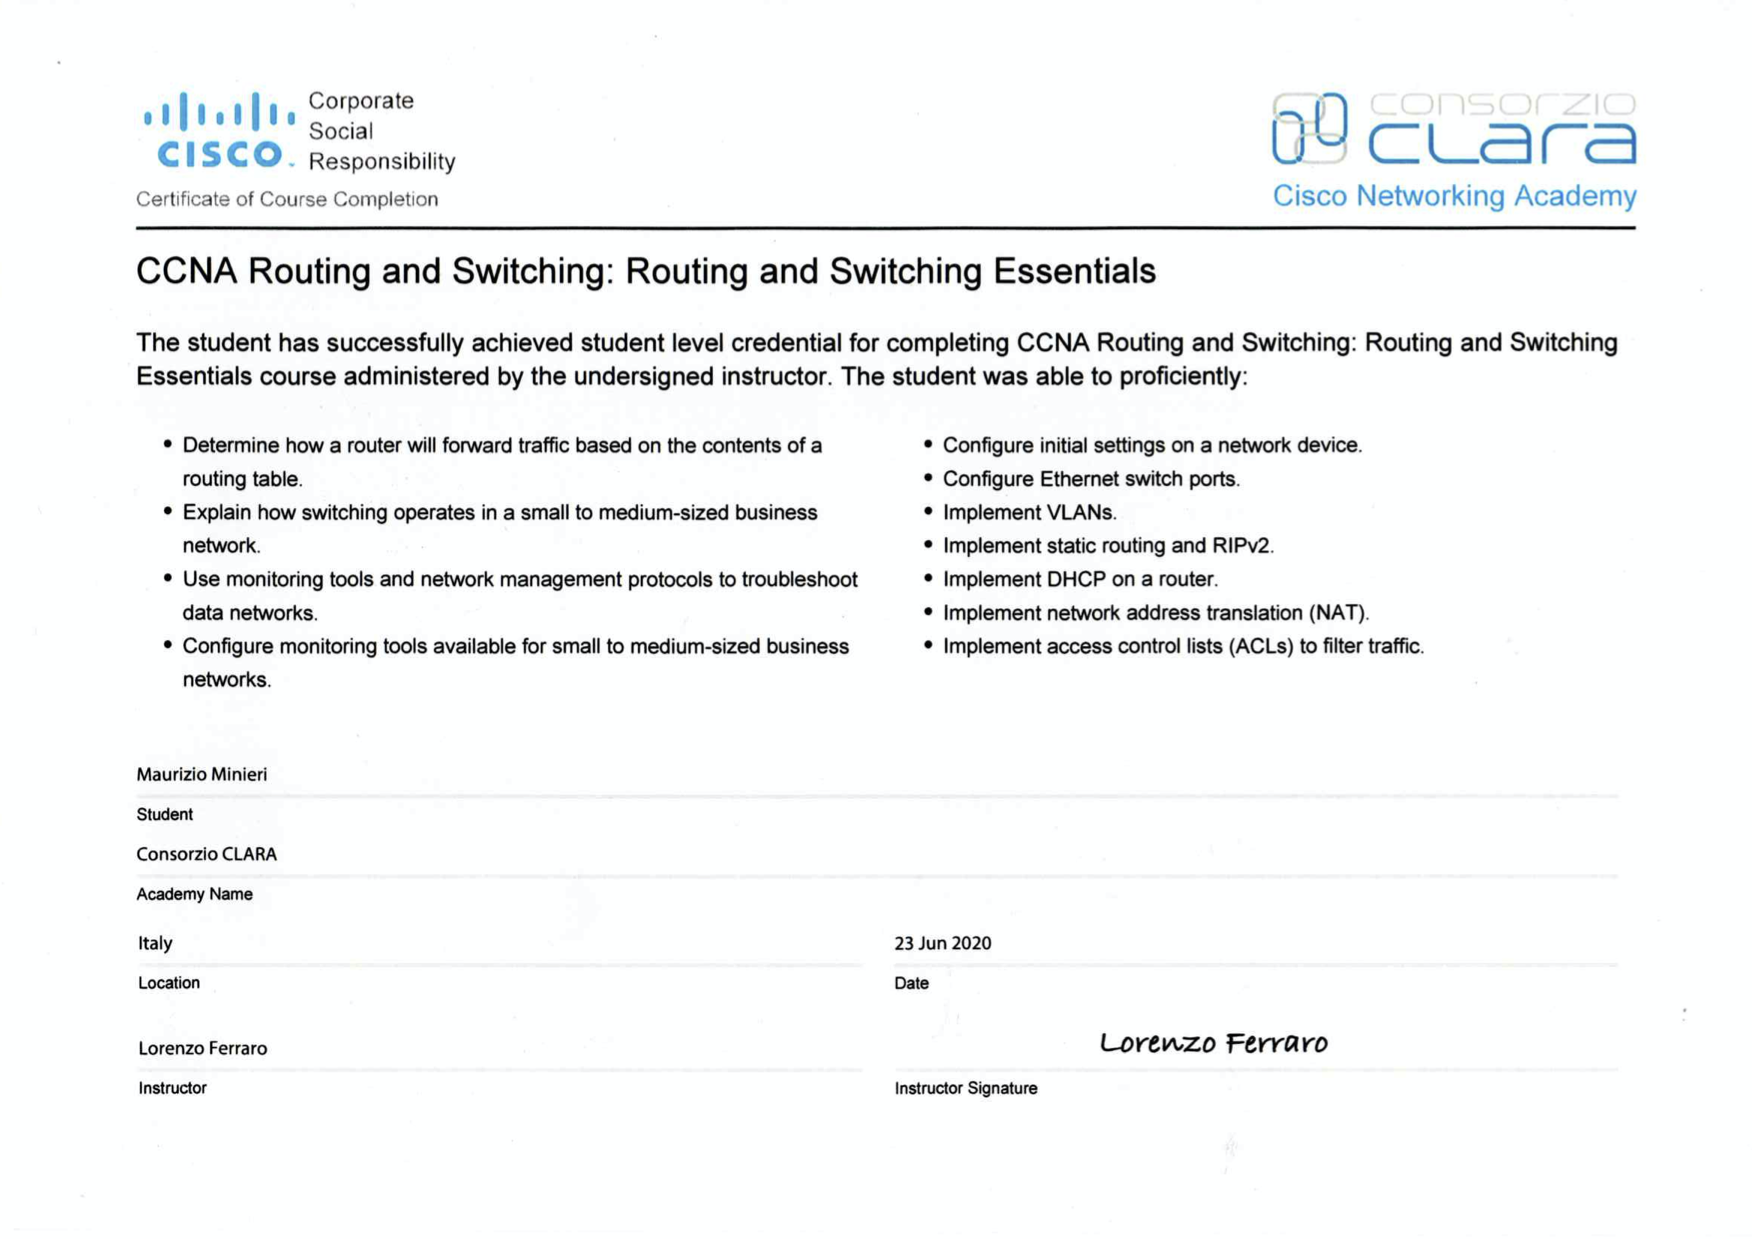 CISCO.
Corporate
Social
Responsibility
Certificate of Course Completion
consorzio
CLara
Cisco Networking Academy
CCNA Routing and Switching: Routing and Switching Essentials
The student has successfully achieved student level credential for completing CCNA Routing and Switching: Routing and Switching
Essentials course administered by the undersigned instructor. The student was able to proficiently:
• Determine how a router will forward traffic based on the contents of a
routing table.
• Explain how switching operates in a small to medium-sized business
network.
• Use monitoring tools and network management protocols to troubleshoot
data networks.
• Configure monitoring tools available for small to medium-sized business
networks.
• Configure initial settings on a network device.
• Configure Ethernet switch ports.
• Implement VLANs.
• Implement static routing and RIPv2.
• Implement DHCP on a router.
• Implement network address translation (NAT).
• Implement access control lists (ACLs) to filter traffic.
Maurizio Minieri
Student
Consorzio CLARA
Academy Name
Italy
Location
23 Jun 2020
Date
Lorenzo Ferraro
Instructor
Lorenzo Ferraro
Instructor Signature